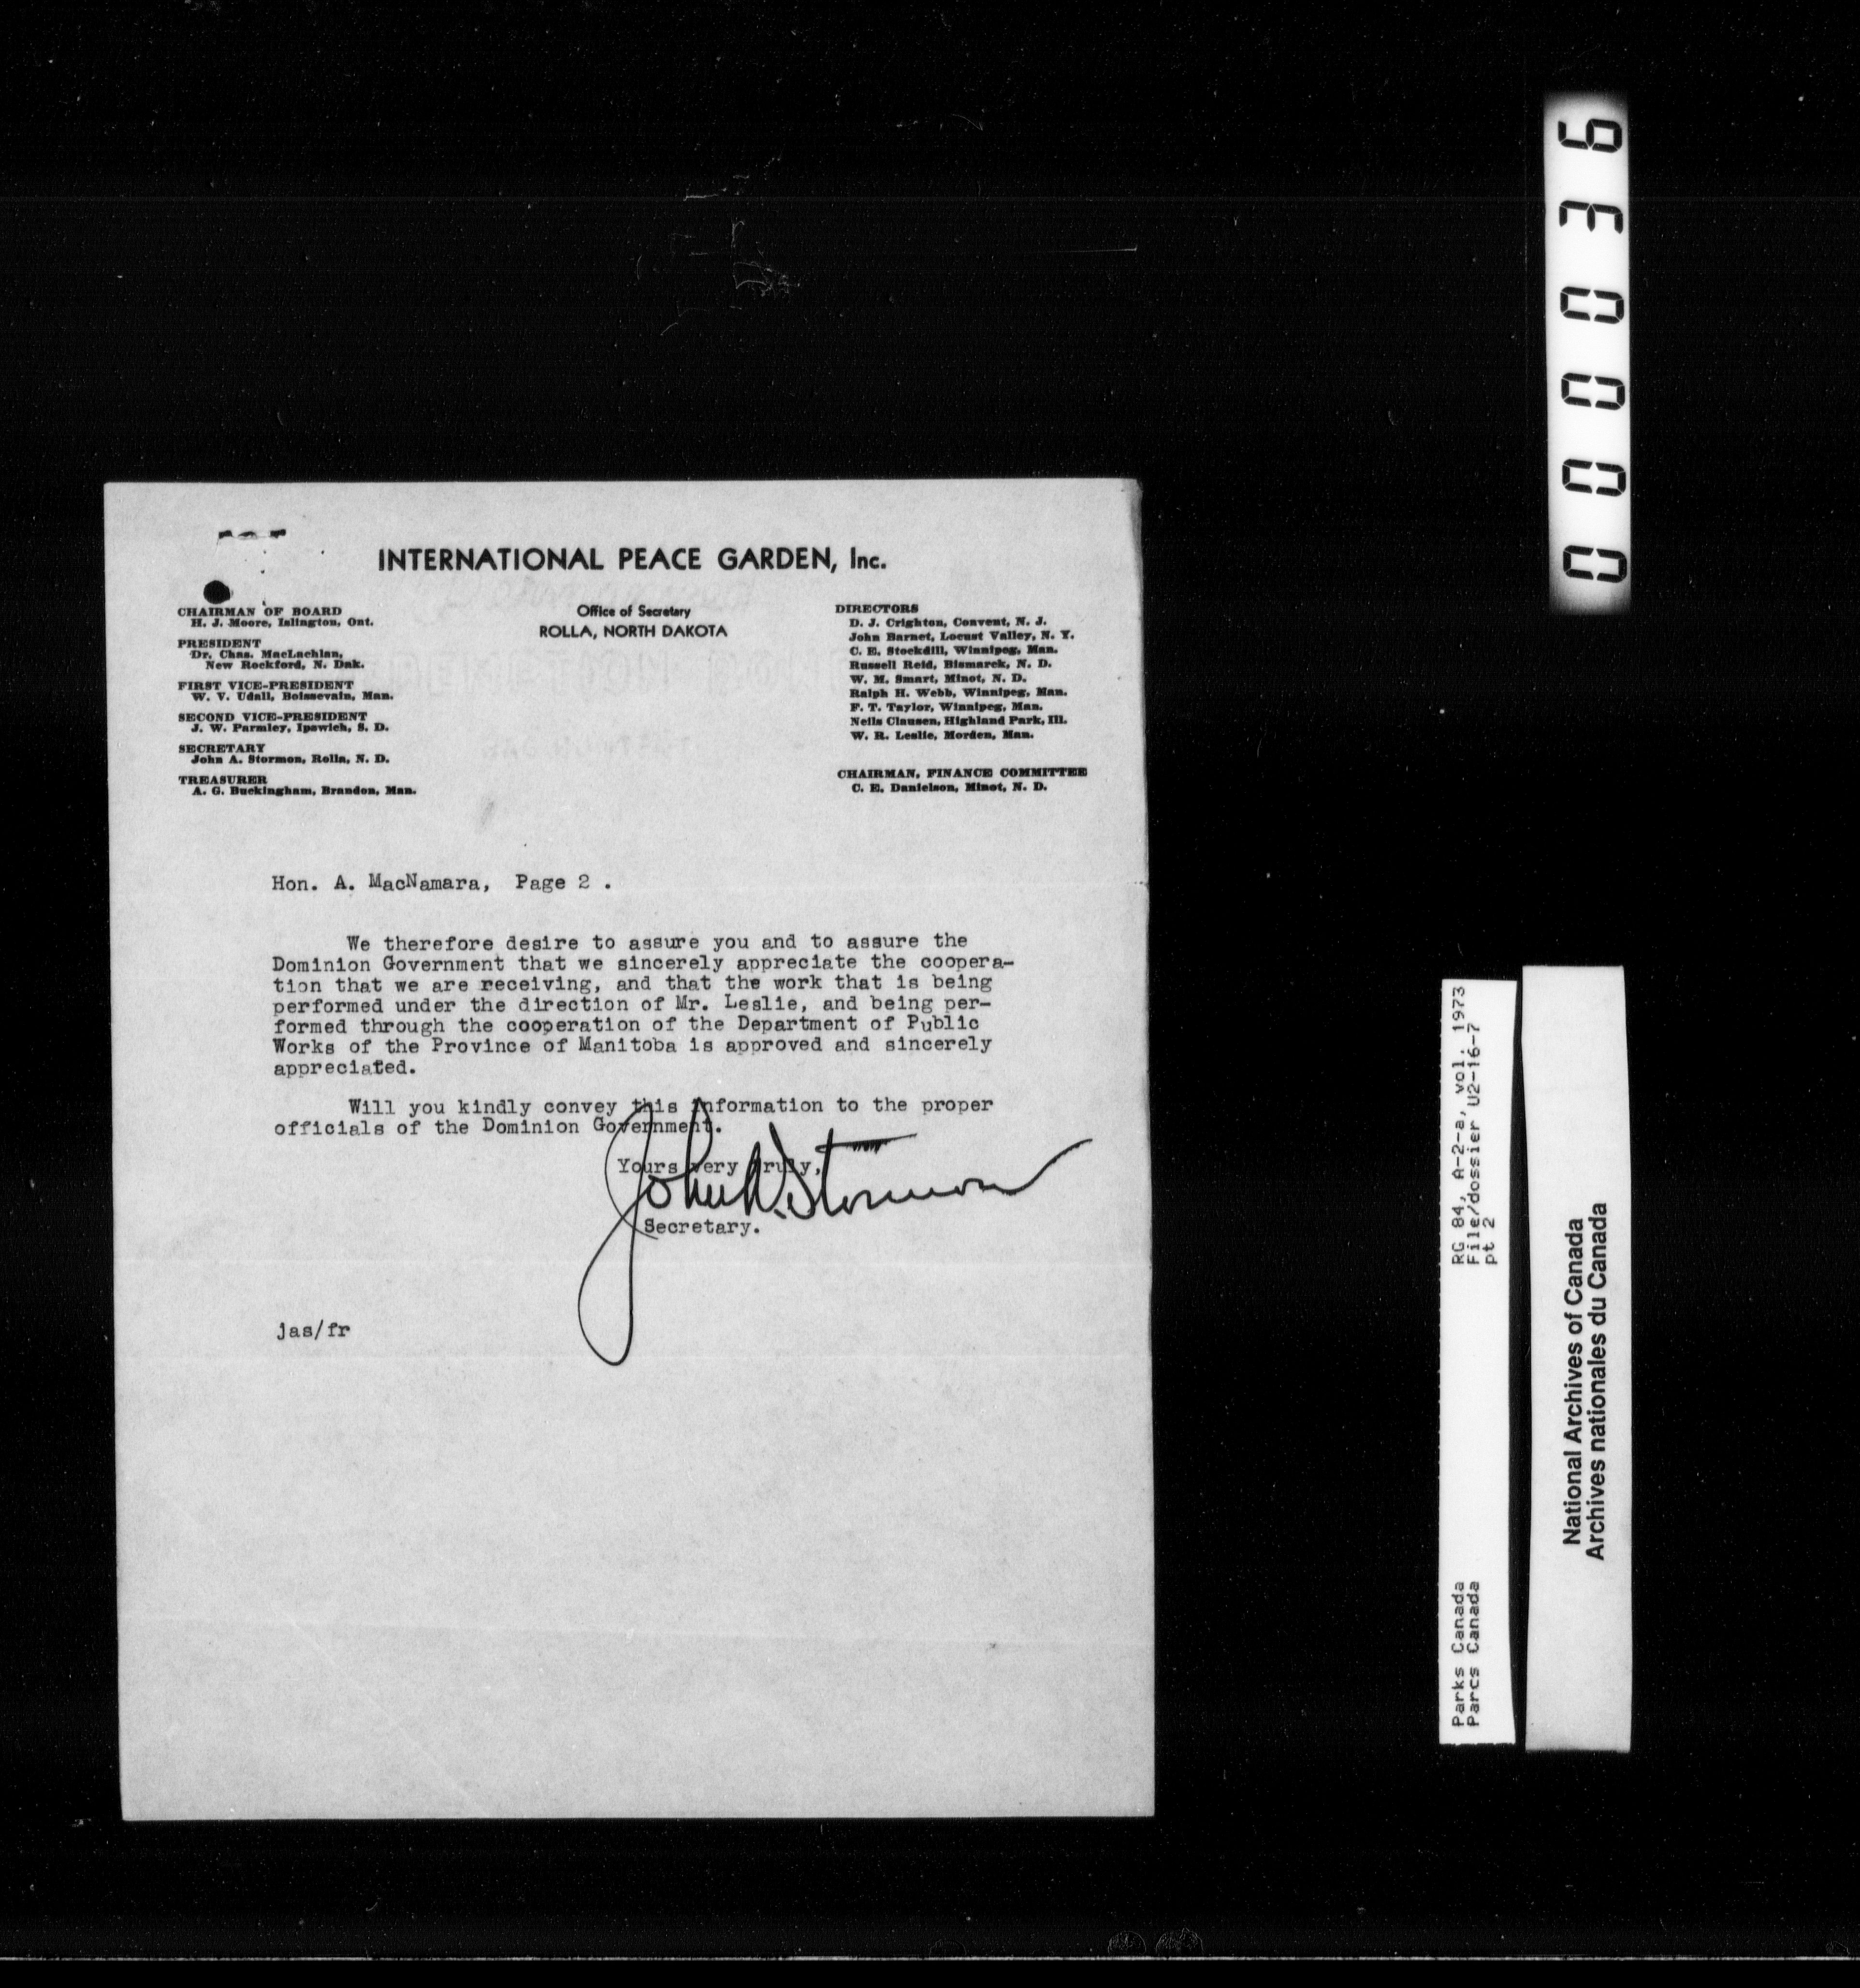 INTERNATIONAL PEACE GARDEN, Inc.
Office of Secretary
ROLLA, NORTH DAKOTA
CHAIRMAN OF BOARD
H. J. Moore, Islington, Ont.
PRESIDENT
Dr. Chas. MacLachlan,
New Rockford, N. Dak.
FIRST VICE-PRESIDENT
W. V. Udall, Boissevain, Man.
SECOND VICE-PRESIDENT
J. W. Parmley, Ipswich, S. D.
SECRETARY
John A. Stormon, Rolla, N. D.
TREASURER
A. G. Buckingham, Brandon, Man.
DIRECTORS
D. J. Crighton, Convent, N. J.
John Barnet, Locust Valley, N. Y.
C. E. Stockdill, Winnipeg, Man.
Russell Reid, Bismarck, N. D.
W. M. Smart, Minot, N. D.
Ralph H. Webb, Winnipeg, Man.
F. T. Taylor, Winnipeg, Man.
Neils Clausen, Highland Park, Ill.
W. R. Leslie, Morden, Man.
CHAIRMAN, FINANCE COMMITTEE
C. E. Danielson, Minot, N. D.
Hon. A. MacNamara, Page 2 .
We therefore desire to assure you and to assure the
Dominion Government that we sincerely appreciate the coopera-
tion that we are receiving, and that the work that is being
performed under the direction of Mr. Leslie, and being per-
formed through the cooperation of the Department of Public
Works of the Province of Manitoba is approved and sincerely
appreciated.
Will you kindly convey this information to the proper
officials of the Dominion Government.
Yours very truly,
John A. Stormon
Secretary.
jas/fr
000036
RG 84, A-2-a, vol. 1973
File/dossier U2-16-7
pt 2
Parks Canada
Parcs Canada
National Archives of Canada
Archives nationales du Canada